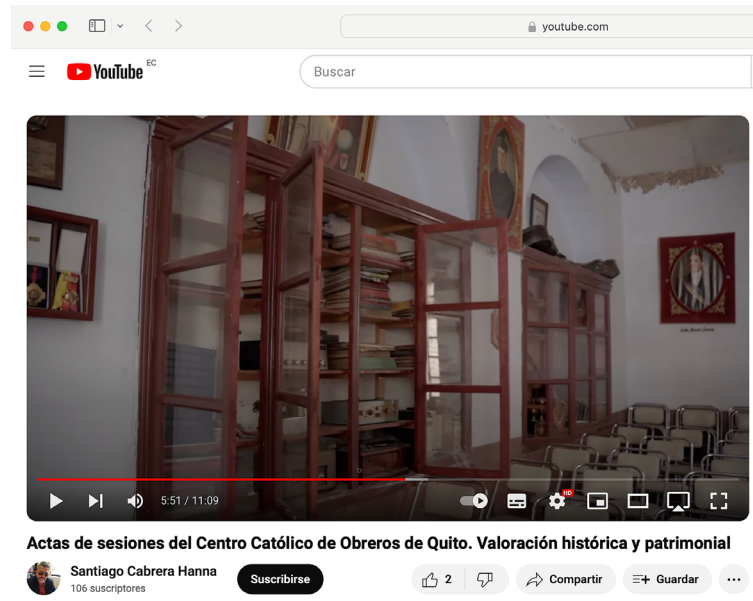 youtube.com
YouTube EC
Buscar
5:51 / 11:09
HD
Actas de sesiones del Centro Católico de Obreros de Quito. Valoración histórica y patrimonial
Santiago Cabrera Hanna
106 suscriptores
Suscribirse
2
Compartir
Guardar